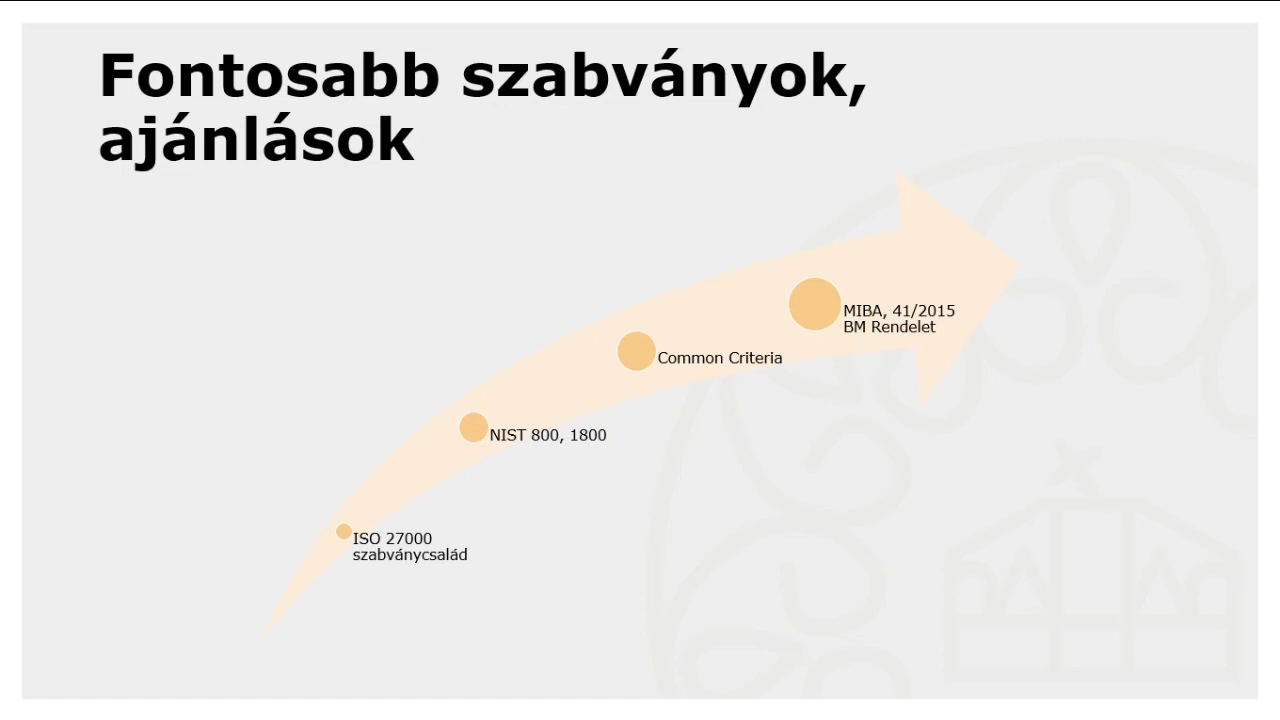 Fontosabb szabványok,
ajánlások
MIBA, 41/2015
BM Rendelet
Common Criteria
NIST 800, 1800
ISO 27000
szabványcsalád